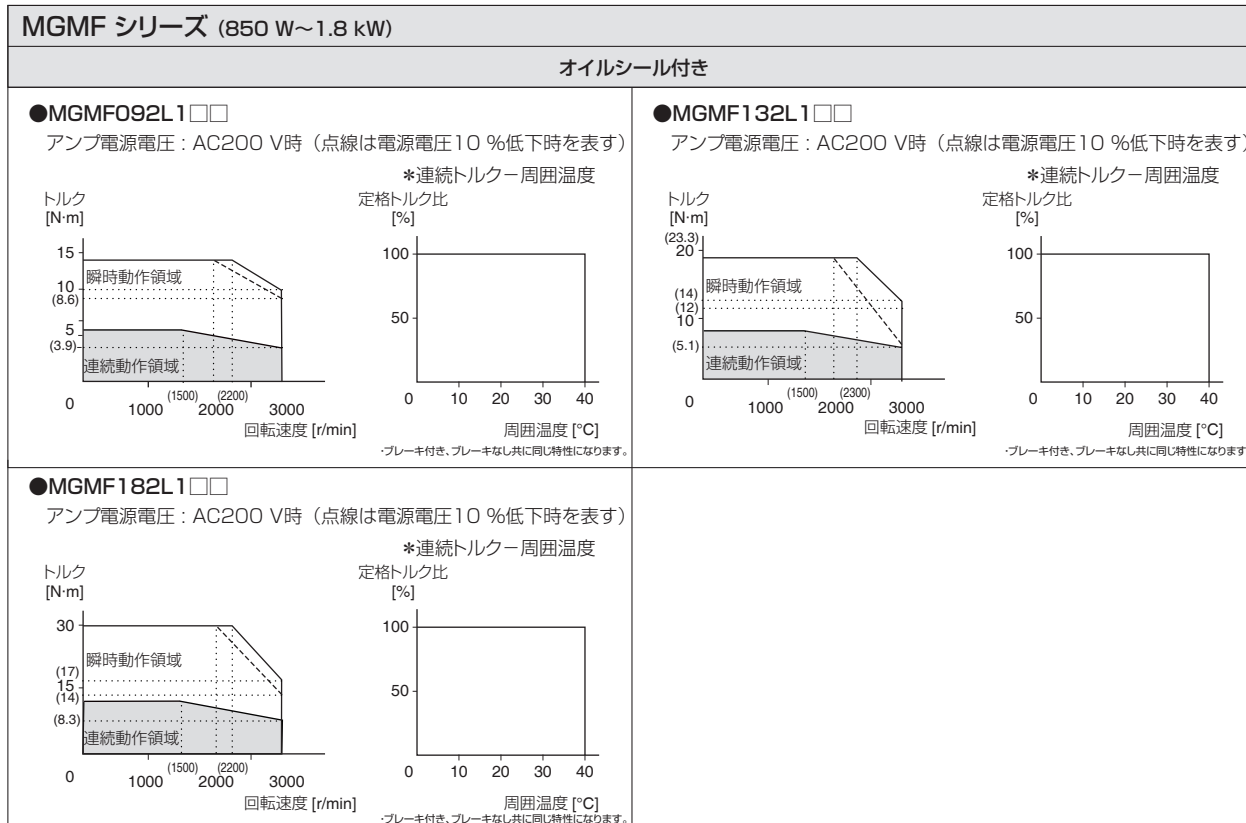 MGMF シリーズ (850 W～1.8 kW)
オイルシール付き
●MGMF092L1□□
アンプ電源電圧：AC200 V時（点線は電源電圧10 %低下時を表す）
*連続トルクー周囲温度
トルク
[N·m]
15
10
(8.6)
5
(3.9)
瞬時動作領域
連続動作領域
0
1000
(1500)
2000
(2200)
3000
回転速度 [r/min]
定格トルク比
[%]
100
50
0 10 20 30 40
周囲温度 [°C]
·ブレーキ付き、ブレーキなし共に同じ特性になります。
●MGMF132L1□□
アンプ電源電圧：AC200 V時（点線は電源電圧10 %低下時を表す）
*連続トルクー周囲温度
トルク
[N·m]
(23.3)
20
(14)
(12)
10
(5.1)
瞬時動作領域
連続動作領域
0
1000
(1500)
2000
(2300)
3000
回転速度 [r/min]
定格トルク比
[%]
100
50
0 10 20 30 40
周囲温度 [°C]
·ブレーキ付き、ブレーキなし共に同じ特性になります
●MGMF182L1□□
アンプ電源電圧：AC200 V時（点線は電源電圧10 %低下時を表す）
*連続トルクー周囲温度
トルク
[N·m]
30
(17)
15
(14)
(8.3)
瞬時動作領域
連続動作領域
0
1000
(1500)
2000
(2200)
3000
回転速度 [r/min]
定格トルク比
[%]
100
50
0 10 20 30 40
周囲温度 [°C]
·ブレーキ付き、ブレーキなし共に同じ特性になります。